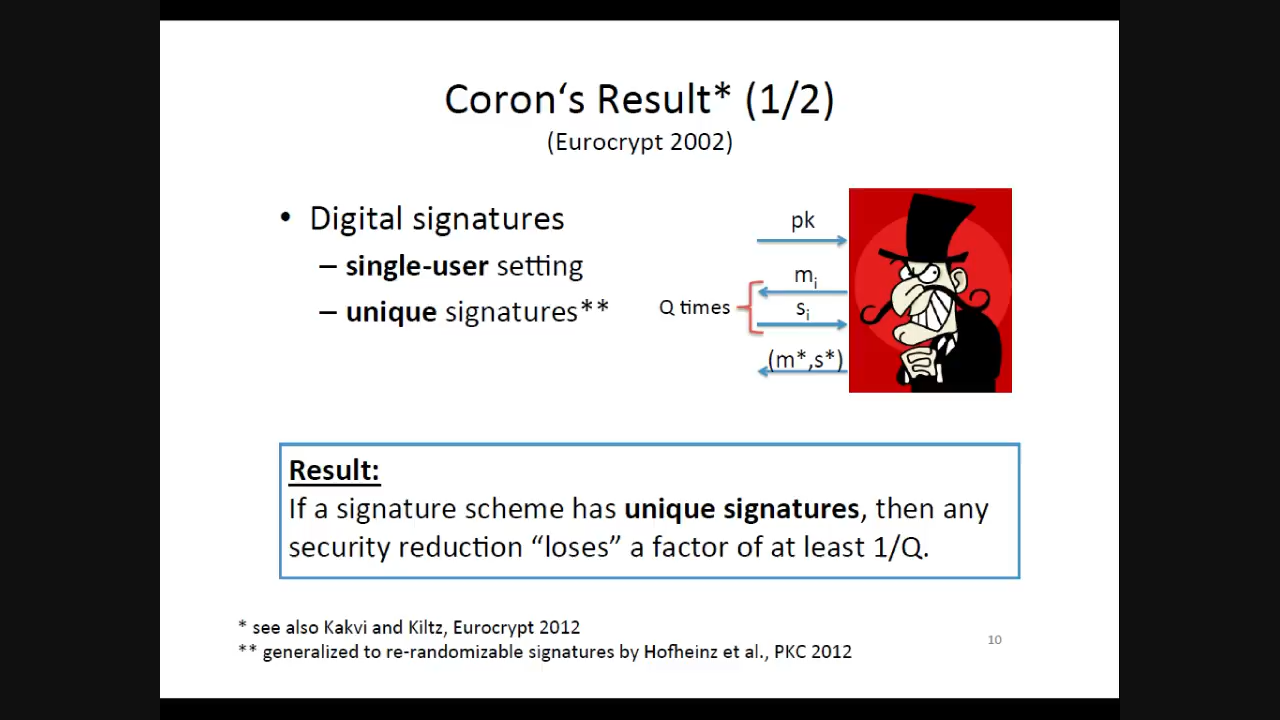 Coron‘s Result* (1/2)
(Eurocrypt 2002)
• Digital signatures
– single-user setting
– unique signatures**
pk
mi
Q times
si
(m*,s*)
Result:
If a signature scheme has unique signatures, then any
security reduction “loses” a factor of at least 1/Q.
* see also Kakvi and Kiltz, Eurocrypt 2012
** generalized to re-randomizable signatures by Hofheinz et al., PKC 2012
10